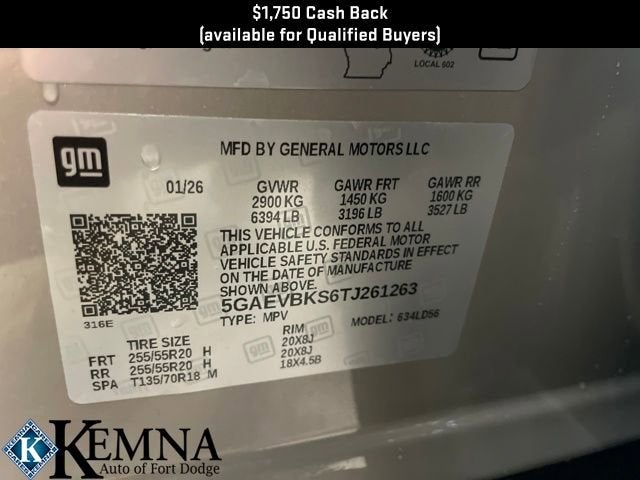 $1,750 Cash Back
(available for Qualified Buyers)
LOCAL 602
gm
MFD BY GENERAL MOTORS LLC
01/26 GVWR GAWR FRT GAWR RR
2900 KG 1450 KG 1600 KG
6394 LB 3196 LB 3527 LB
THIS VEHICLE CONFORMS TO ALL
APPLICABLE U.S. FEDERAL MOTOR
VEHICLE SAFETY STANDARDS IN EFFECT
ON THE DATE OF MANUFACTURE
SHOWN ABOVE.
5GAEVBKS6TJ261263
316E
TYPE: MPV MODEL: 634LD56
TIRE SIZE RIM
FRT 255/55R20 H 20X8J
RR 255/55R20 H 20X8J
SPA T135/70R18 M 18X4.5B
K
KEMNA
Auto of Fort Dodge